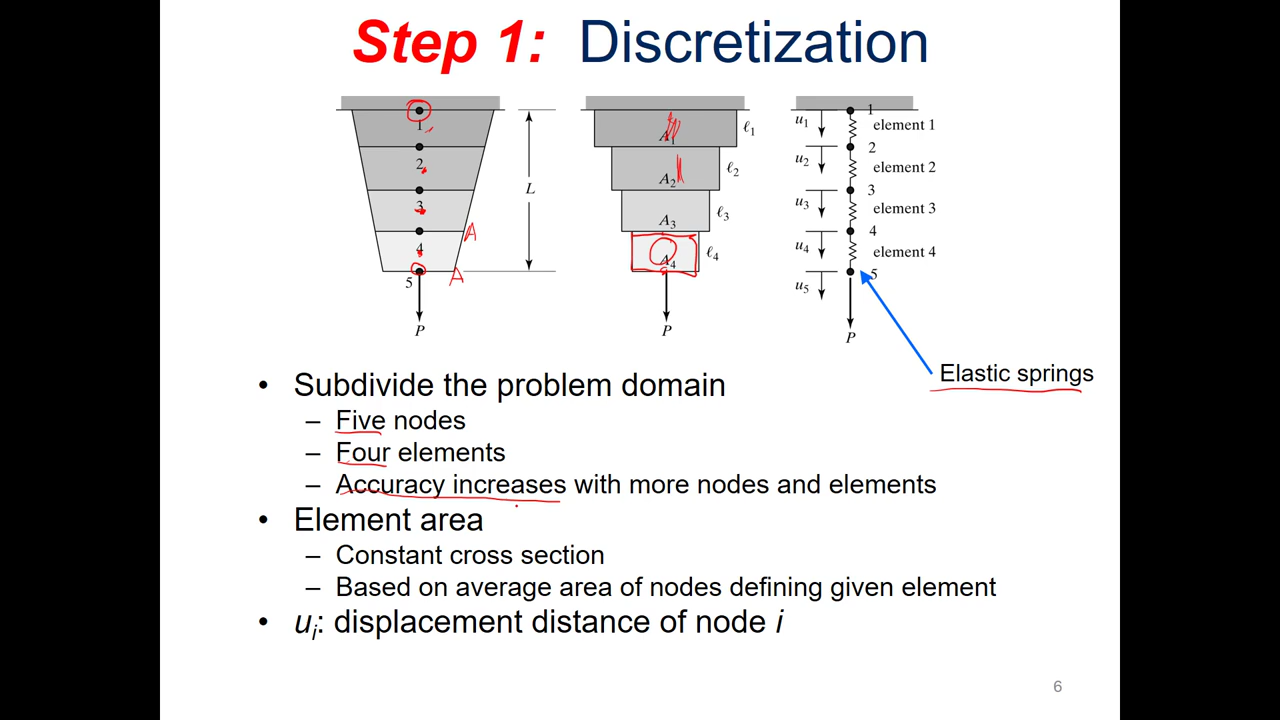 Step 1: Discretization
1
2
3
4
5
P
L
A
A
A₁
A₂
A₃
A₄
ℓ₁
ℓ₂
ℓ₃
ℓ₄
P
u₁
u₂
u₃
u₄
u₅
1
2
3
4
5
element 1
element 2
element 3
element 4
P
Elastic springs
• Subdivide the problem domain
– Five nodes
– Four elements
– Accuracy increases with more nodes and elements
• Element area
– Constant cross section
– Based on average area of nodes defining given element
• uᵢ: displacement distance of node i
6